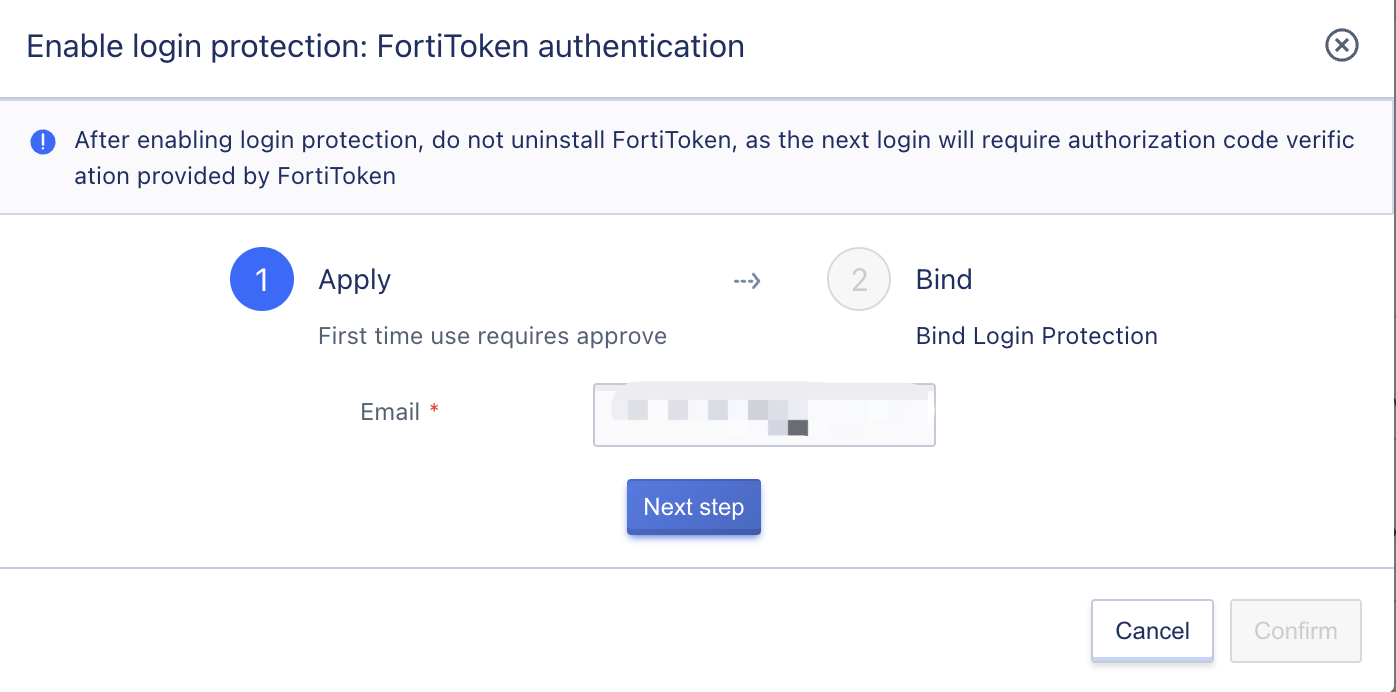 Enable login protection: FortiToken authentication
! After enabling login protection, do not uninstall FortiToken, as the next login will require authorization code verific
ation provided by FortiToken
1 Apply
2 Bind
First time use requires approve
Bind Login Protection
Email *
Next step
Cancel
Confirm